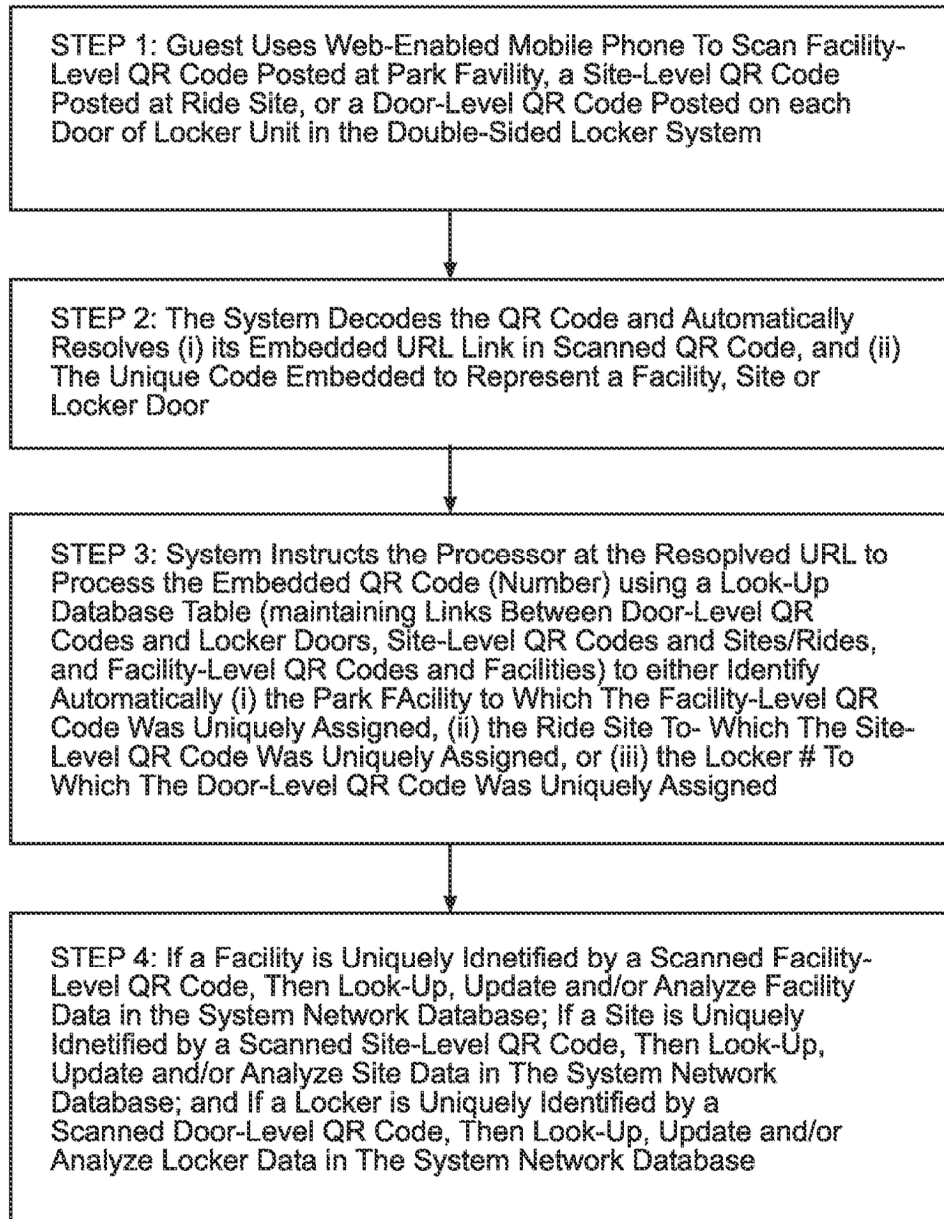 STEP 1: Guest Uses Web-Enabled Mobile Phone To Scan Facility-
Level QR Code Posted at Park Favility, a Site-Level QR Code
Posted at Ride Site, or a Door-Level QR Code Posted on each
Door of Locker Unit in the Double-Sided Locker System
STEP 2: The System Decodes the QR Code and Automatically
Resolves (i) its Embedded URL Link in Scanned QR Code, and (ii)
The Unique Code Embedded to Represent a Facility, Site or
Locker Door
STEP 3: System Instructs the Processor at the Resoplved URL to
Process the Embedded QR Code (Number) using a Look-Up
Database Table (maintaining Links Between Door-Level QR
Codes and Locker Doors, Site-Level QR Codes and Sites/Rides,
and Facility-Level QR Codes and Facilities) to either Identify
Automatically (i) the Park FAcility to Which The Facility-Level QR
Code Was Uniquely Assigned, (ii) the Ride Site To- Which The Site-
Level QR Code Was Uniquely Assigned, or (iii) the Locker # To
Which The Door-Level QR Code Was Uniquely Assigned
STEP 4: If a Facility is Uniquely Idnetified by a Scanned Facility-
Level QR Code, Then Look-Up, Update and/or Analyze Facility
Data in the System Network Database; If a Site is Uniquely
Idnetified by a Scanned Site-Level QR Code, Then Look-Up,
Update and/or Analyze Site Data in The System Network
Database; and If a Locker is Uniquely Identified by a
Scanned Door-Level QR Code, Then Look-Up, Update and/or
Analyze Locker Data in The System Network Database